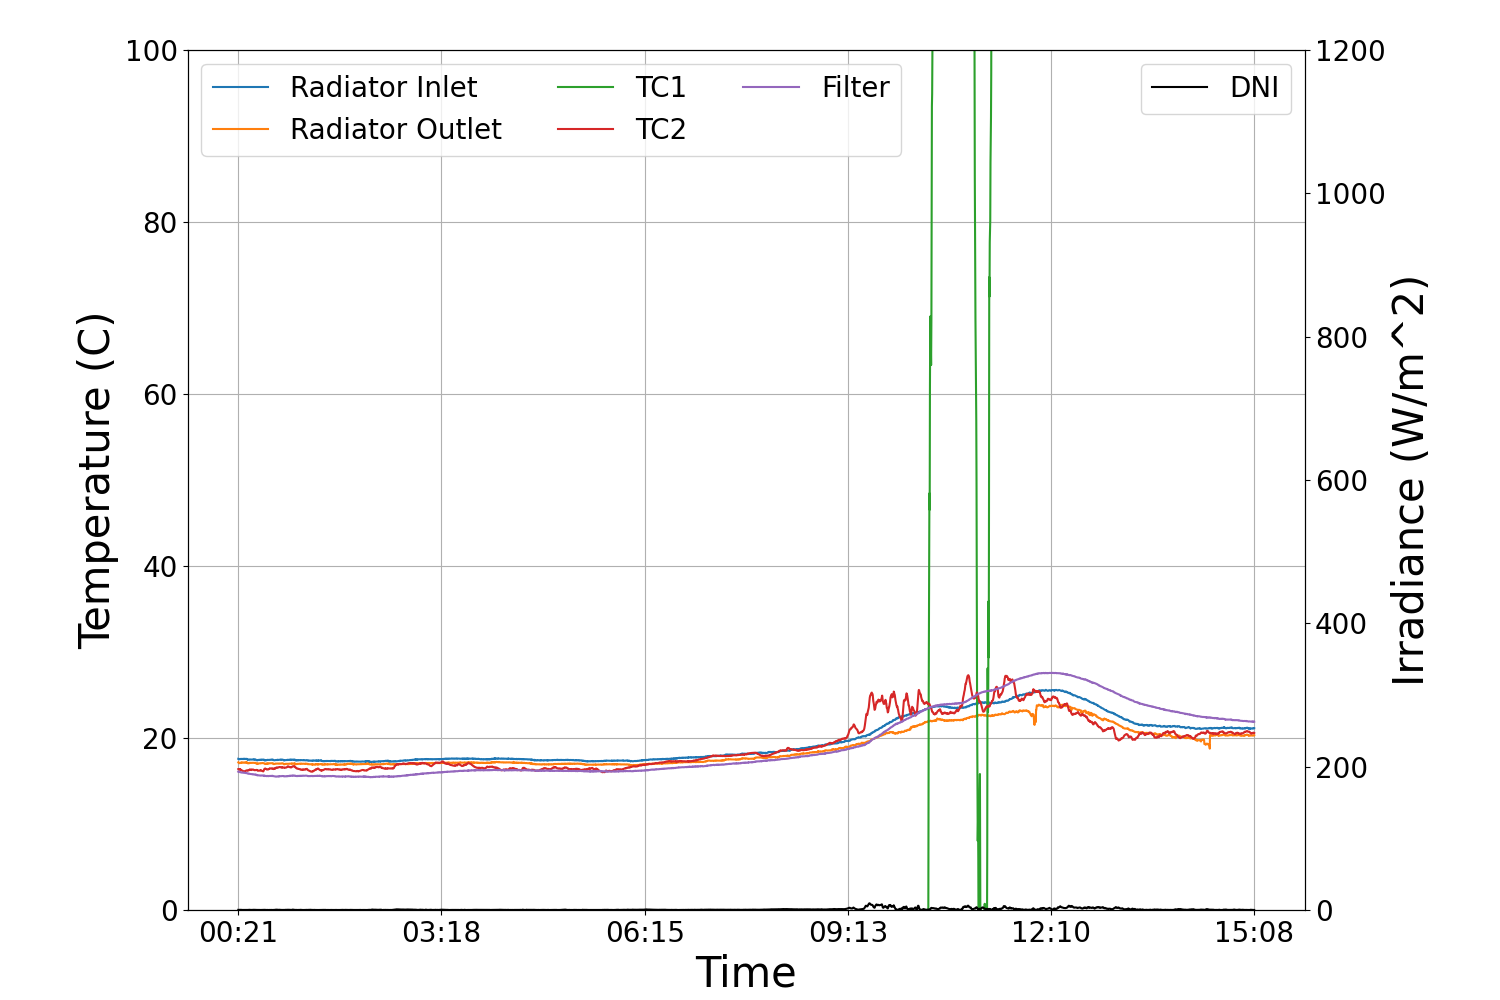 Radiator Inlet
Radiator Outlet
TC1
TC2
Filter
DNI
100
80
60
40
20
0
1200
1000
800
600
400
200
0
Temperature (C)
Irradiance (W/m^2)
00:21 03:18 06:15 09:13 12:10 15:08
Time